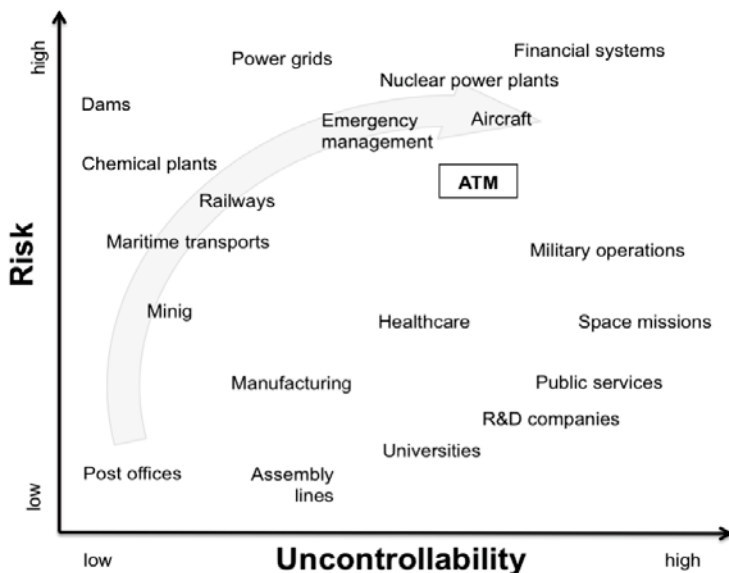 high
Financial systems
Power grids
Nuclear power plants
Dams
Emergency
management
Aircraft
Chemical plants
ATM
Railways
Maritime transports
Military operations
Risk
Minig
Healthcare
Space missions
Manufacturing
Public services
R&D companies
Universities
Post offices
Assembly
lines
low
low
Uncontrollability
high